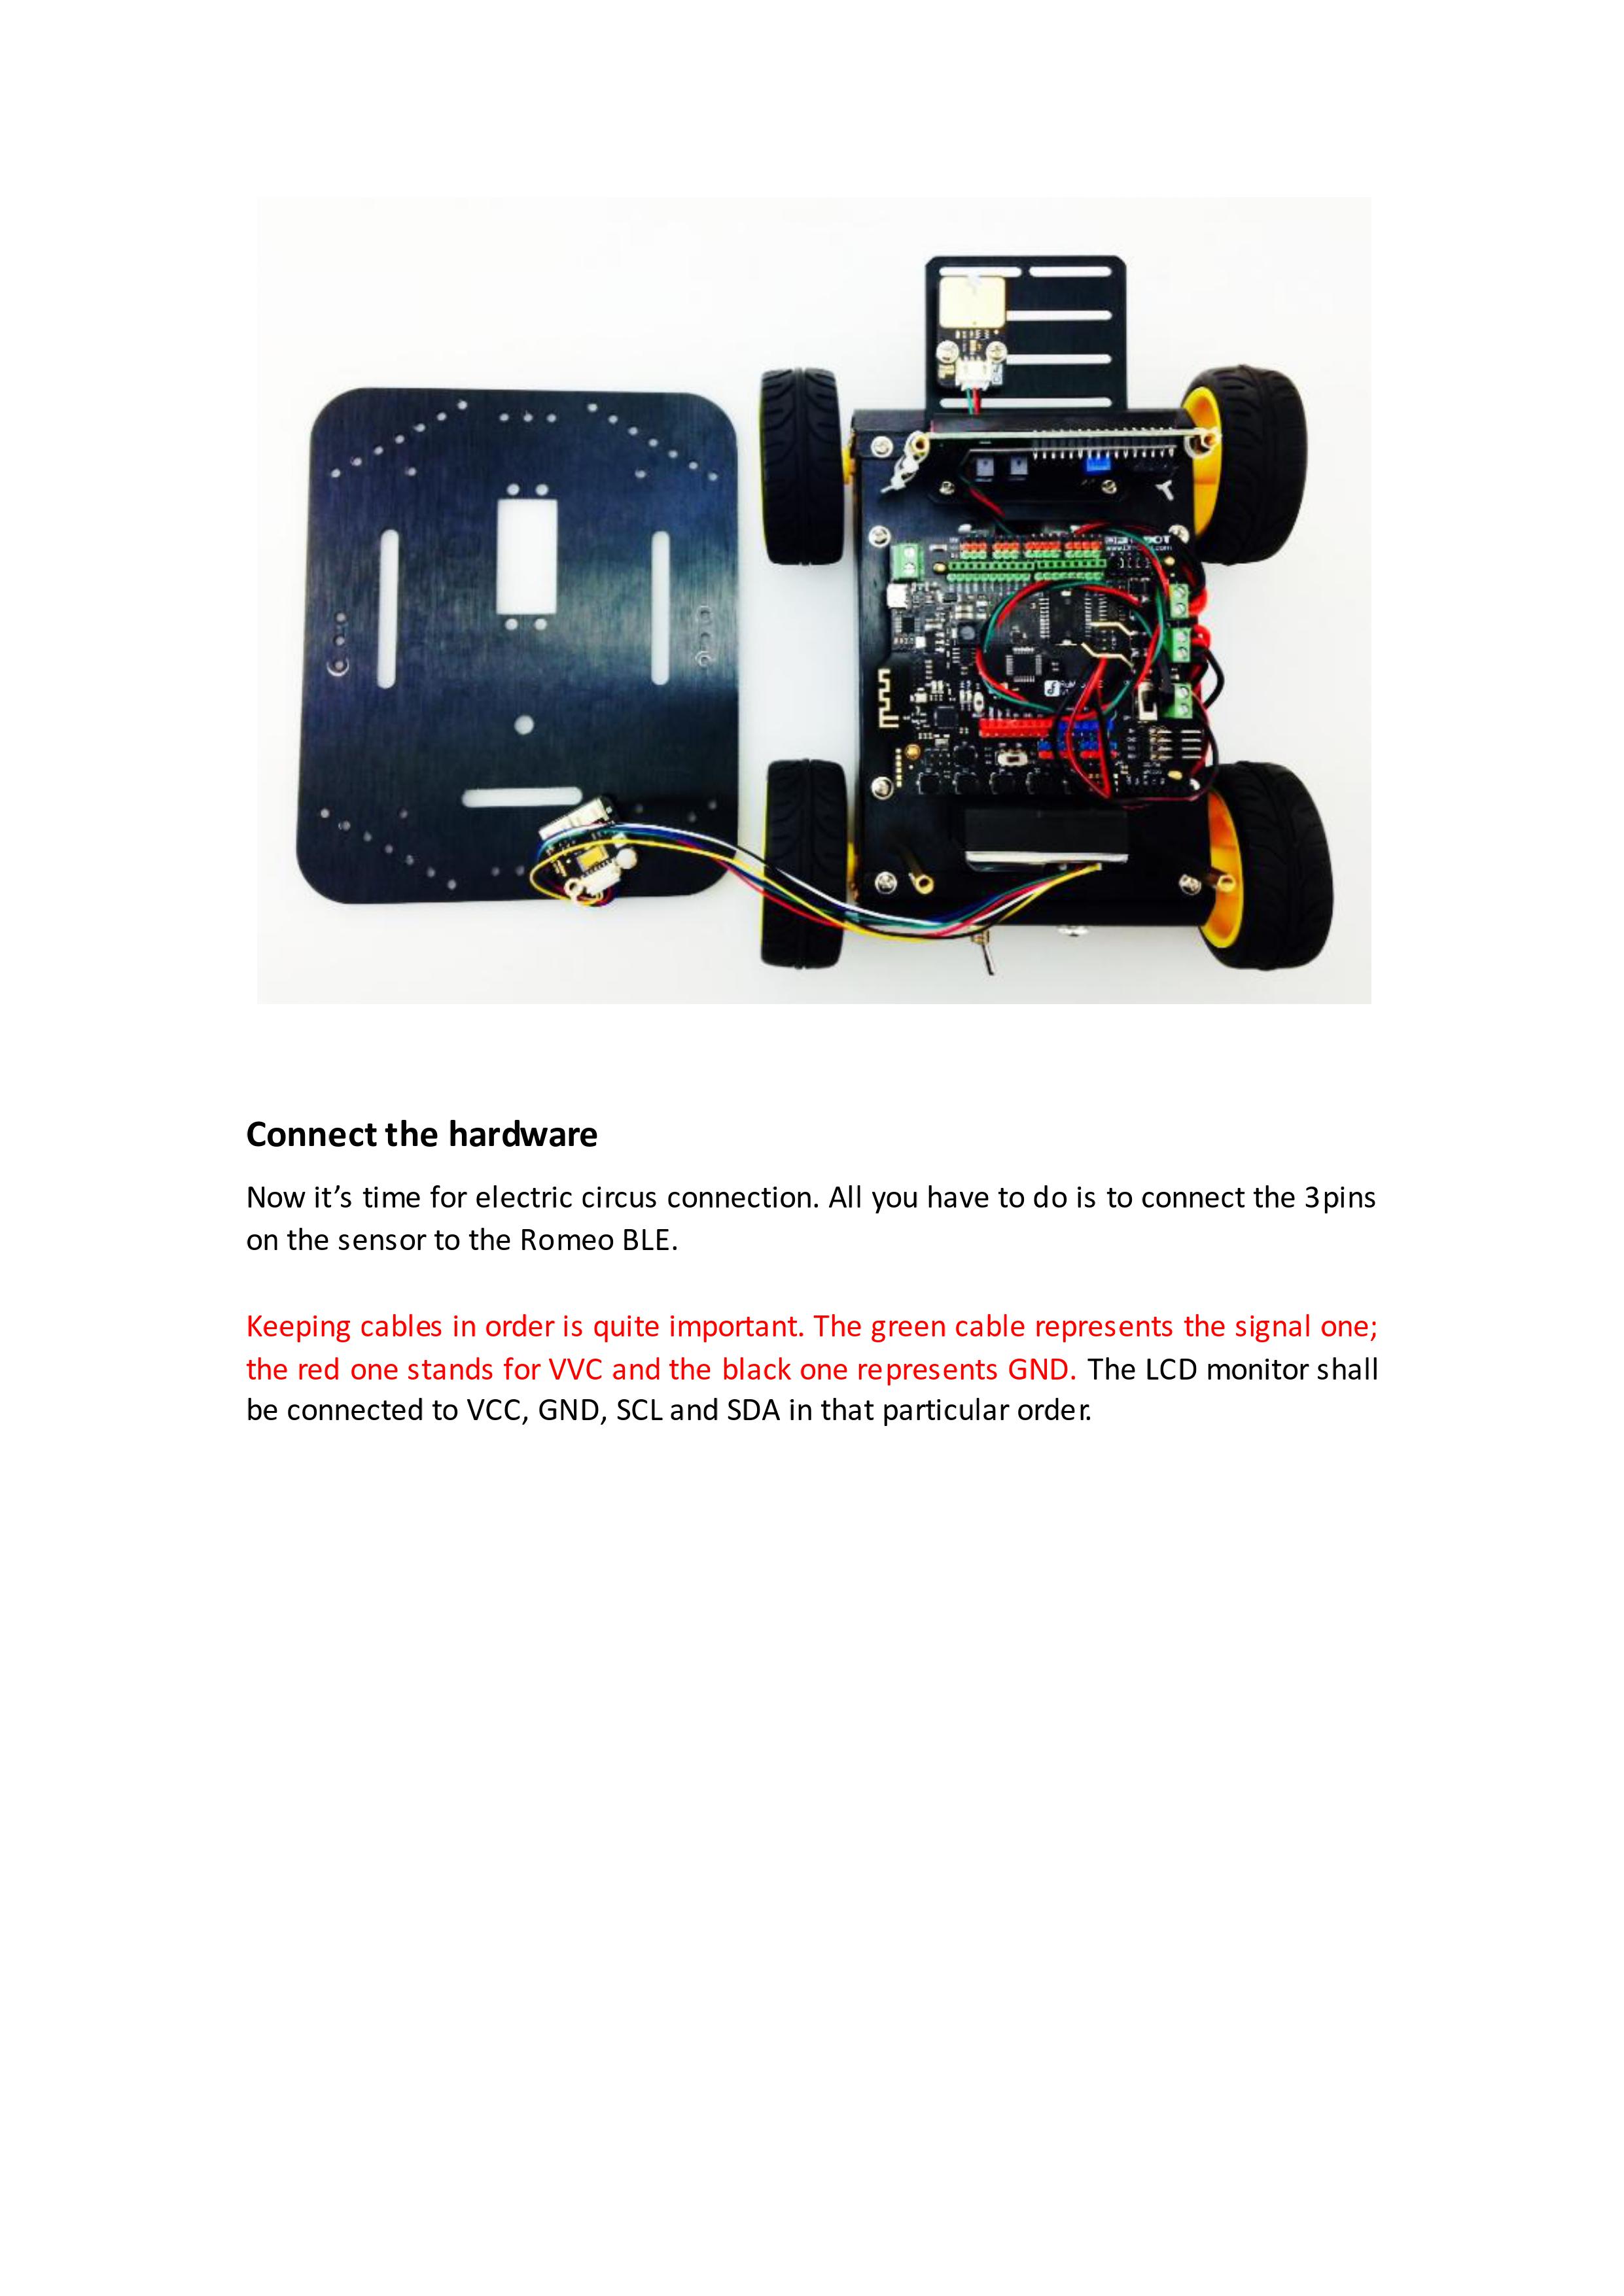 Connect the hardware
Now it’s time for electric circus connection. All you have to do is to connect the 3pins
on the sensor to the Romeo BLE.
Keeping cables in order is quite important. The green cable represents the signal one;
the red one stands for VVC and the black one represents GND. The LCD monitor shall
be connected to VCC, GND, SCL and SDA in that particular order.